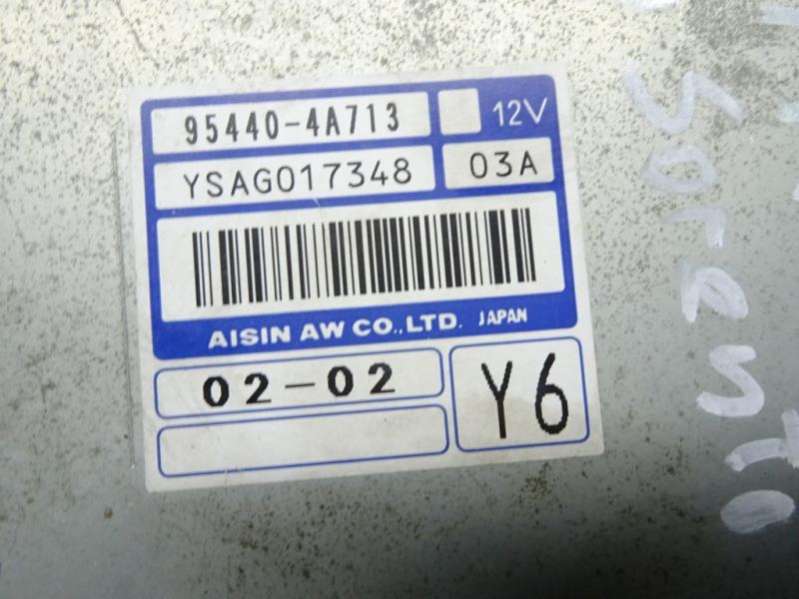 95440-4A713 12V
YSAG017348 03A
AISIN AW CO.,LTD. JAPAN
02-02
Y6
Sorento